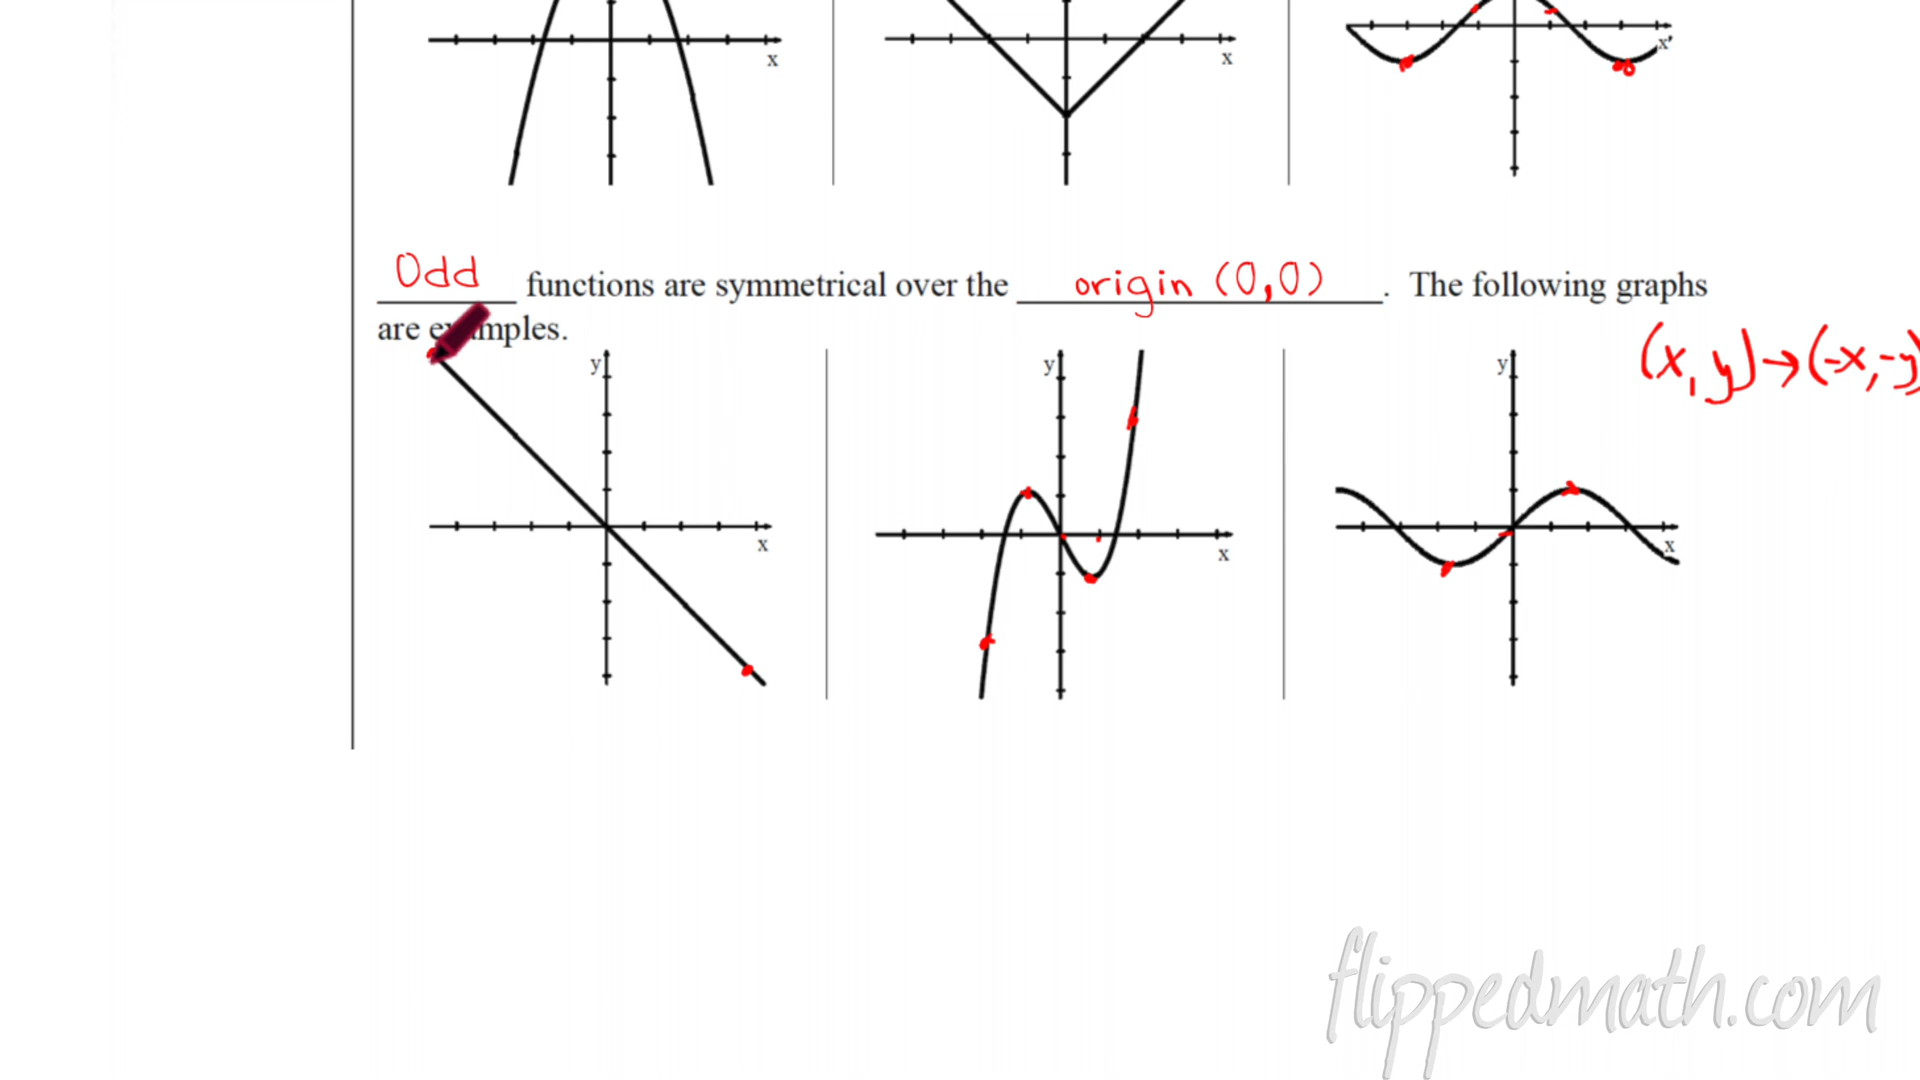 x
x
x
Odd functions are symmetrical over the origin (0,0). The following graphs
are examples.
(x, y) → (-x, -y)
y
x
y
x
y
x
flippedmath.com